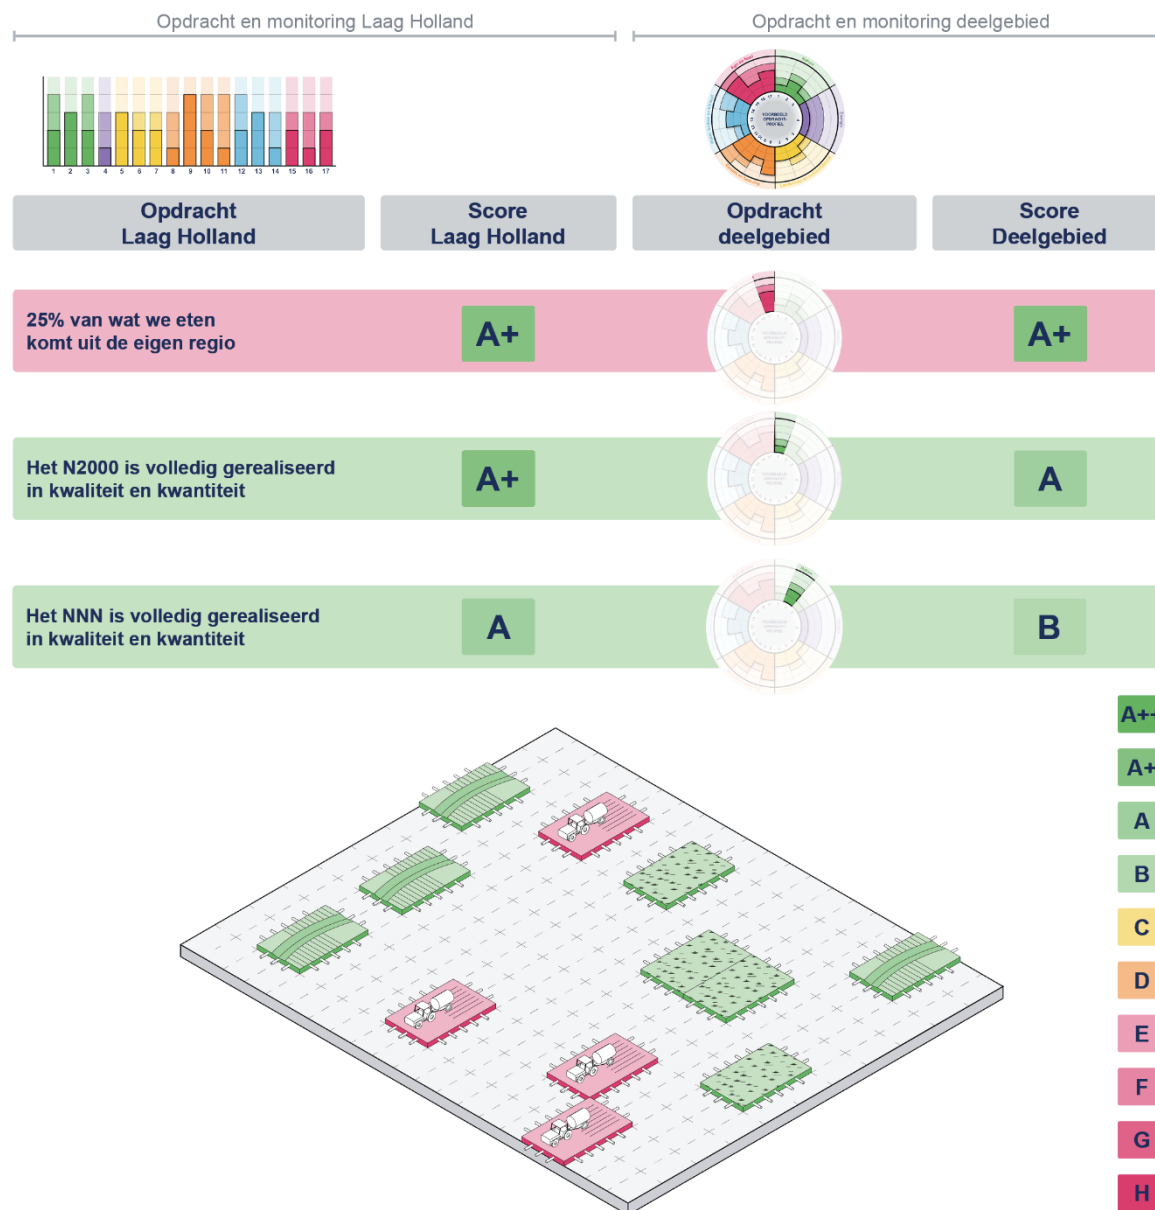 Opdracht en monitoring Laag Holland
Opdracht en monitoring deelgebied
1 2 3 4 5 6 7 8 9 10 11 12 13 14 15 16 17
VOORBEELD
OPDRACHT-
PROFIEL
Opdracht
Laag Holland
Score
Laag Holland
Opdracht
deelgebied
Score
Deelgebied
25% van wat we eten
komt uit de eigen regio
A+
A+
Het N2000 is volledig gerealiseerd
in kwaliteit en kwantiteit
A+
A
Het NNN is volledig gerealiseerd
in kwaliteit en kwantiteit
A
B
A++
A+
A
B
C
D
E
F
G
H